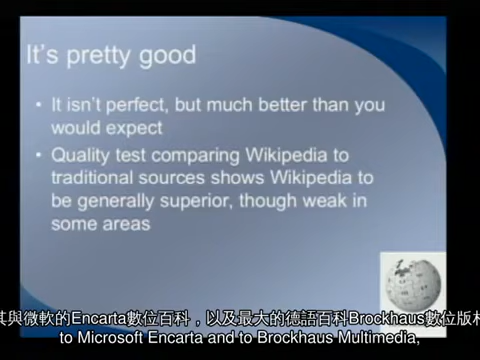 It's pretty good
• It isn't perfect, but much better than you
would expect
• Quality test comparing Wikipedia to
traditional sources shows Wikipedia to
be generally superior, though weak in
some areas
與微軟的Encarta數位百科，以及最大的德語百科Brockhaus數位版
to Microsoft Encarta and to Brockhaus Multimedia,